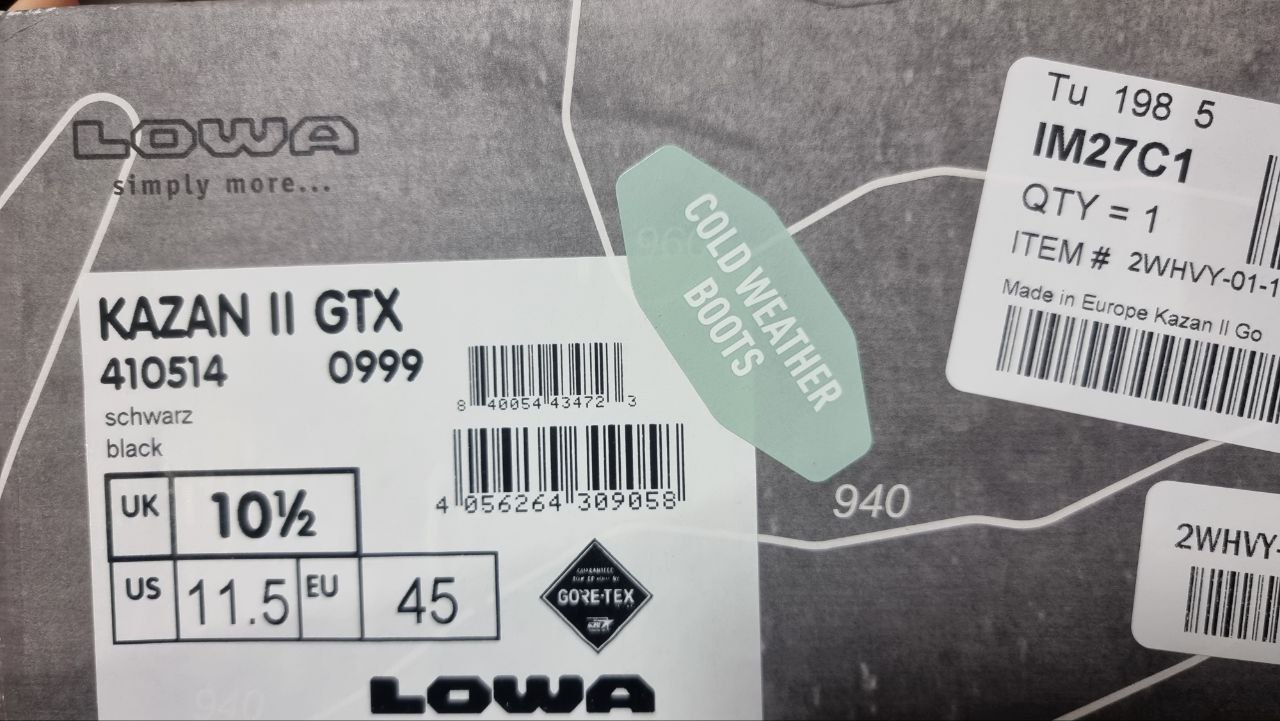 LOWA
simply more...
KAZAN II GTX
410514 0999
schwarz
black
UK 10½
US 11.5 EU 45
8 40054 43472 3
4 056264 309058
GORE-TEX
LOWA
COLD WEATHER
BOOTS
940
940
Tu 198 5
IM27C1
QTY = 1
ITEM # 2WHVY-01-1
Made in Europe Kazan II Go
2WHVY-